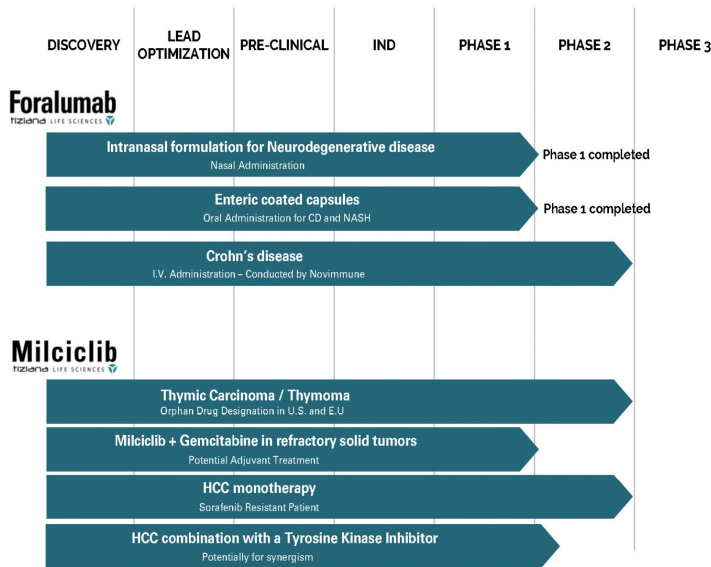 DISCOVERY
LEAD
OPTIMIZATION
PRE-CLINICAL
IND
PHASE 1
PHASE 2
PHASE 3
Foralumab
tiziana LIFE SCIENCES
Intranasal formulation for Neurodegenerative disease
Nasal Administration
Phase 1 completed
Enteric coated capsules
Oral Administration for CD and NASH
Phase 1 completed
Crohn's disease
I.V. Administration – Conducted by Novimmune
Milciclib
tiziana LIFE SCIENCES
Thymic Carcinoma / Thymoma
Orphan Drug Designation in U.S. and E.U
Milciclib + Gemcitabine in refractory solid tumors
Potential Adjuvant Treatment
HCC monotherapy
Sorafenib Resistant Patient
HCC combination with a Tyrosine Kinase Inhibitor
Potentially for synergism